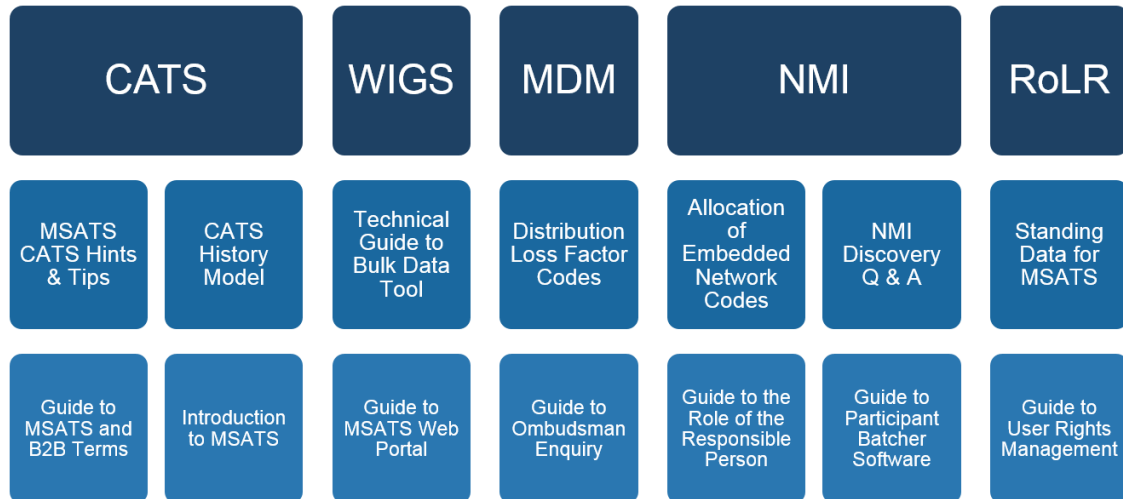 CATS
WIGS
MDM
NMI
RoLR
MSATS
CATS Hints
& Tips
CATS
History
Model
Technical
Guide to
Bulk Data
Tool
Distribution
Loss Factor
Codes
Allocation
of
Embedded
Network
Codes
NMI
Discovery
Q & A
Standing
Data for
MSATS
Guide to
MSATS and
B2B Terms
Introduction
to MSATS
Guide to
MSATS Web
Portal
Guide to
Ombudsman
Enquiry
Guide to the
Role of the
Responsible
Person
Guide to
Participant
Batcher
Software
Guide to
User Rights
Management